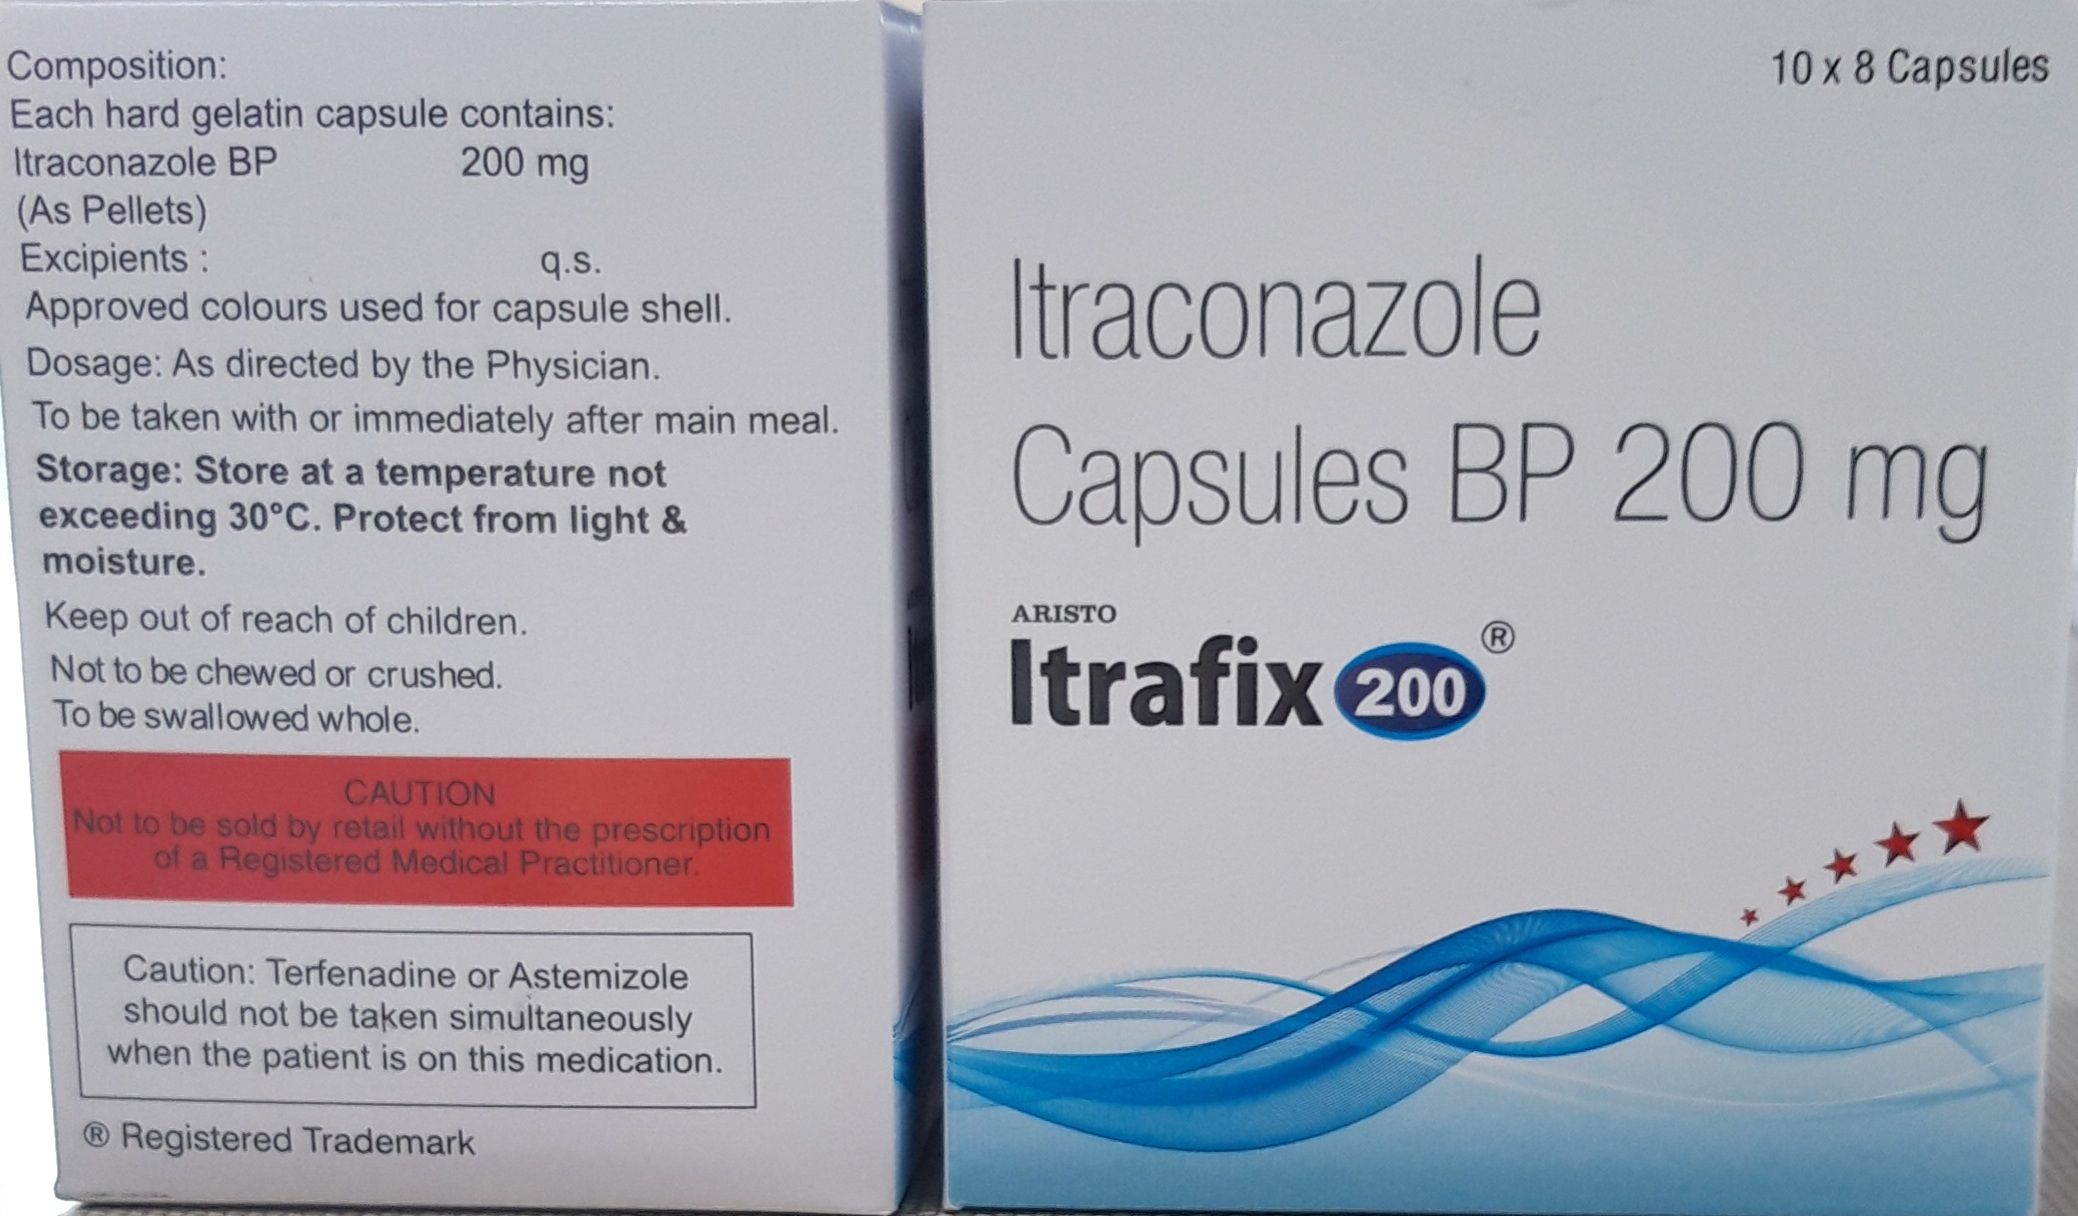 Composition:
Each hard gelatin capsule contains:
Itraconazole BP 200 mg
(As Pellets)
Excipients : q.s.
Approved colours used for capsule shell.
Dosage: As directed by the Physician.
To be taken with or immediately after main meal.
Storage: Store at a temperature not
exceeding 30°C. Protect from light &
moisture.
Keep out of reach of children.
Not to be chewed or crushed.
To be swallowed whole.
CAUTION
Not to be sold by retail without the prescription
of a Registered Medical Practitioner.
Caution: Terfenadine or Astemizole
should not be taken simultaneously
when the patient is on this medication.
® Registered Trademark
10 x 8 Capsules
Itraconazole
Capsules BP 200 mg
ARISTO
Itrafix 200 ®